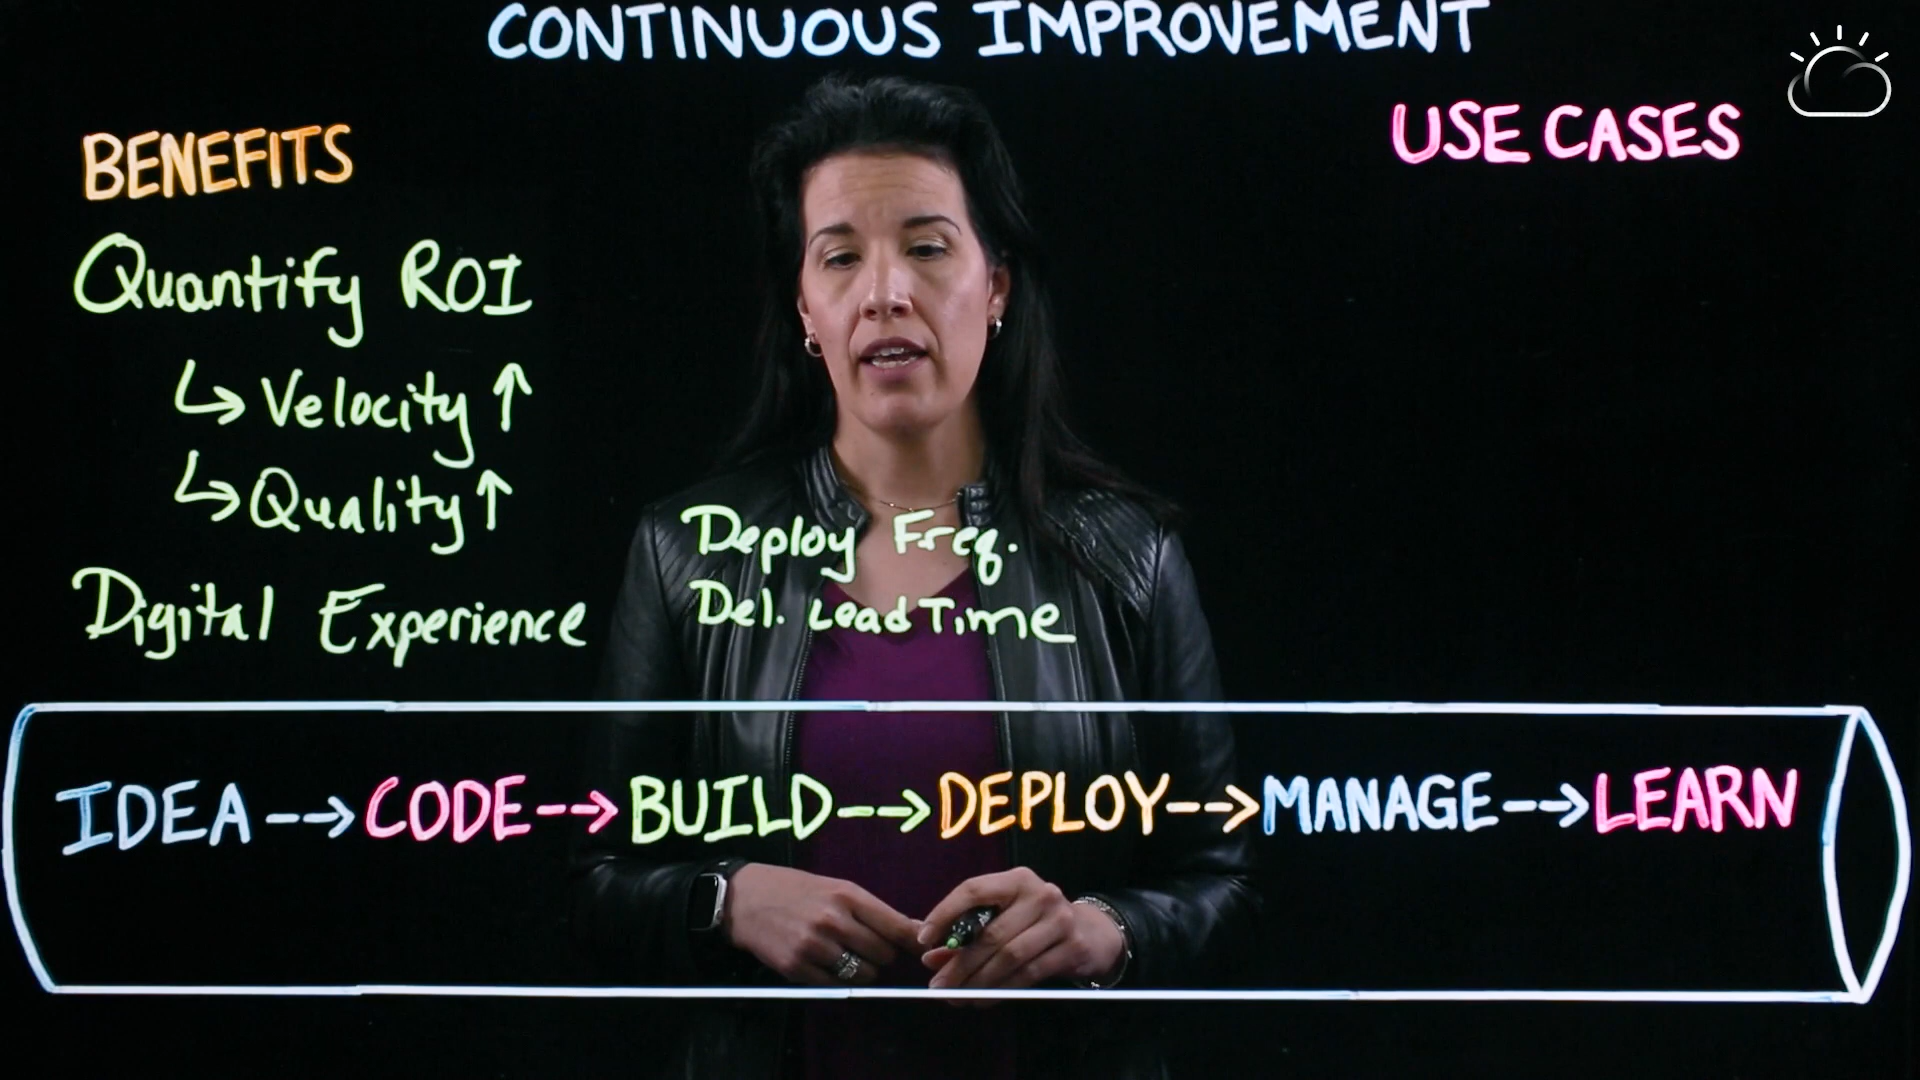 CONTINUOUS IMPROVEMENT
BENEFITS
Quantify ROI
↳ Velocity ↑
↳ Quality ↑
Digital Experience
USE CASES
Deploy Freq.
Del. Lead Time
IDEA --> CODE --> BUILD --> DEPLOY --> MANAGE --> LEARN